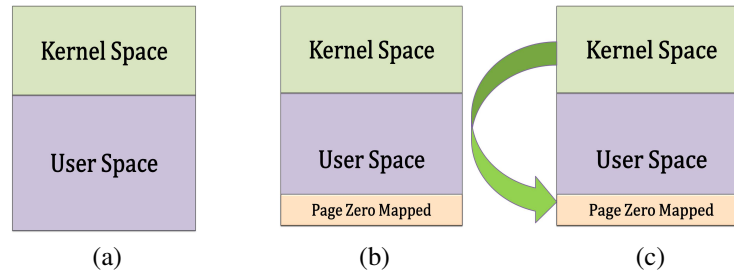 Kernel Space
User Space
(a)
Kernel Space
User Space
Page Zero Mapped
(b)
Kernel Space
User Space
Page Zero Mapped
(c)